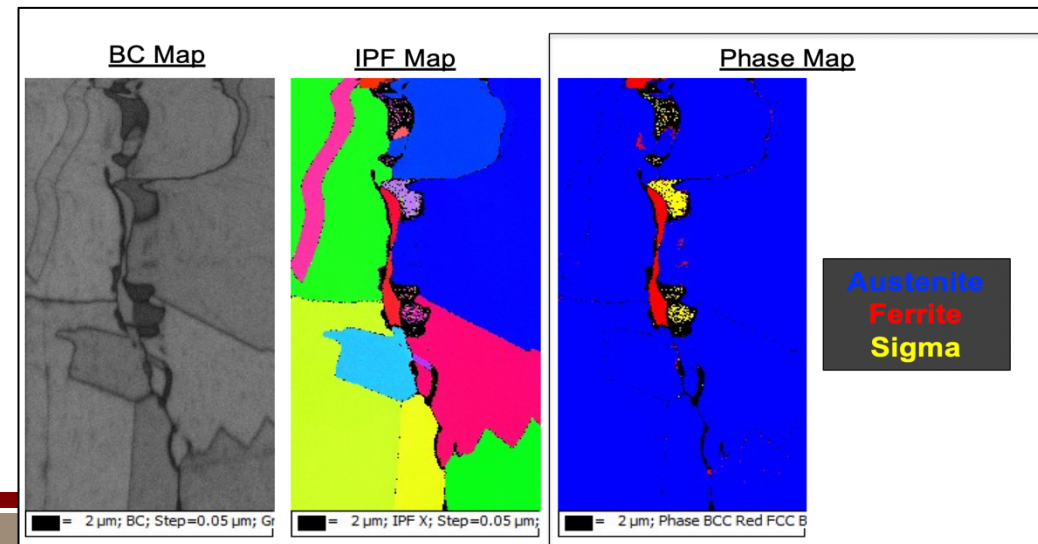 BC Map
IPF Map
Phase Map
Austenite
Ferrite
Sigma
= 2 µm; BC; Step=0.05 µm; Gr
= 2 µm; IPF X; Step=0.05 µm;
= 2 µm; Phase BCC Red FCC B